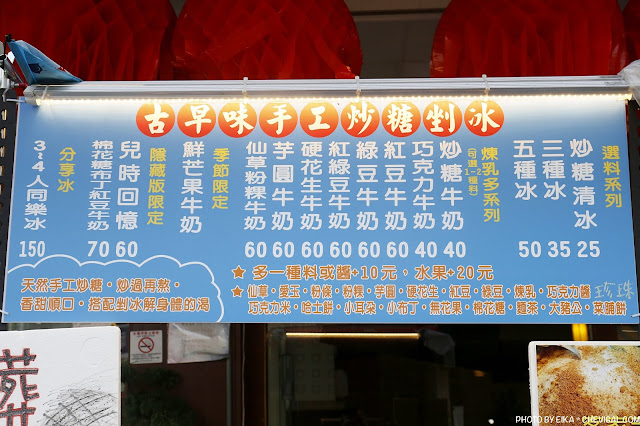 古早味手工炒糖剉冰
選料系列
炒糖清冰 25
三種冰 35
五種冰 50
煉乳多系列
(可選1~2種料)
炒糖牛奶 40
巧克力牛奶 40
紅豆牛奶 60
綠豆牛奶 60
紅綠豆牛奶 60
硬花生牛奶 60
芋圓牛奶 60
仙草粉粿牛奶 60
季節限定
鮮芒果牛奶
隱藏版限定
兒時回憶 60
棉花糖布丁紅豆牛奶 70
分享冰
3~4人同樂冰 150
★多一種料或醬+10元,水果+20元
★仙草・愛玉・粉條・粉粿・芋圓・硬花生・紅豆・綠豆・煉乳・巧克力醬
巧克力米・哈士餅・小耳朵・小布丁・無花果・棉花糖・麵茶・大豬公・菜脯餅
珍珠
天然手工炒糖,炒過再熬,
香甜順口,搭配剉冰解身體的渴
PHOTO BY EIKA - CHEVIGAL.COM